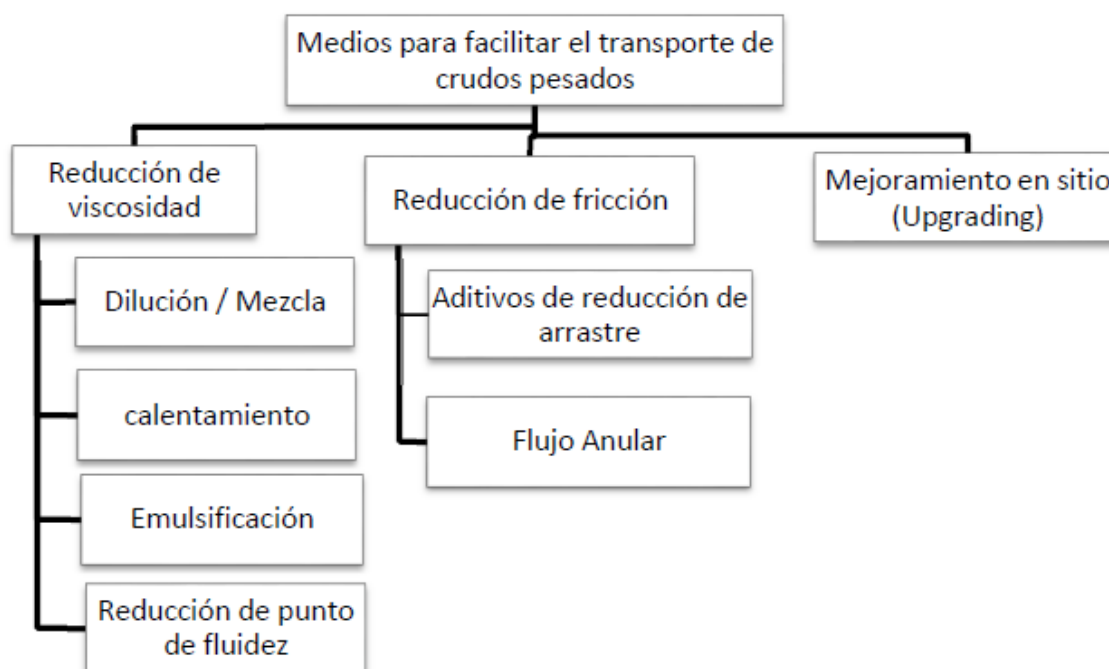 Medios para facilitar el transporte de
crudos pesados
Reducción de
viscosidad
Dilución / Mezcla
calentamiento
Emulsificación
Reducción de punto
de fluidez
Reducción de fricción
Aditivos de reducción de
arrastre
Flujo Anular
Mejoramiento en sitio
(Upgrading)